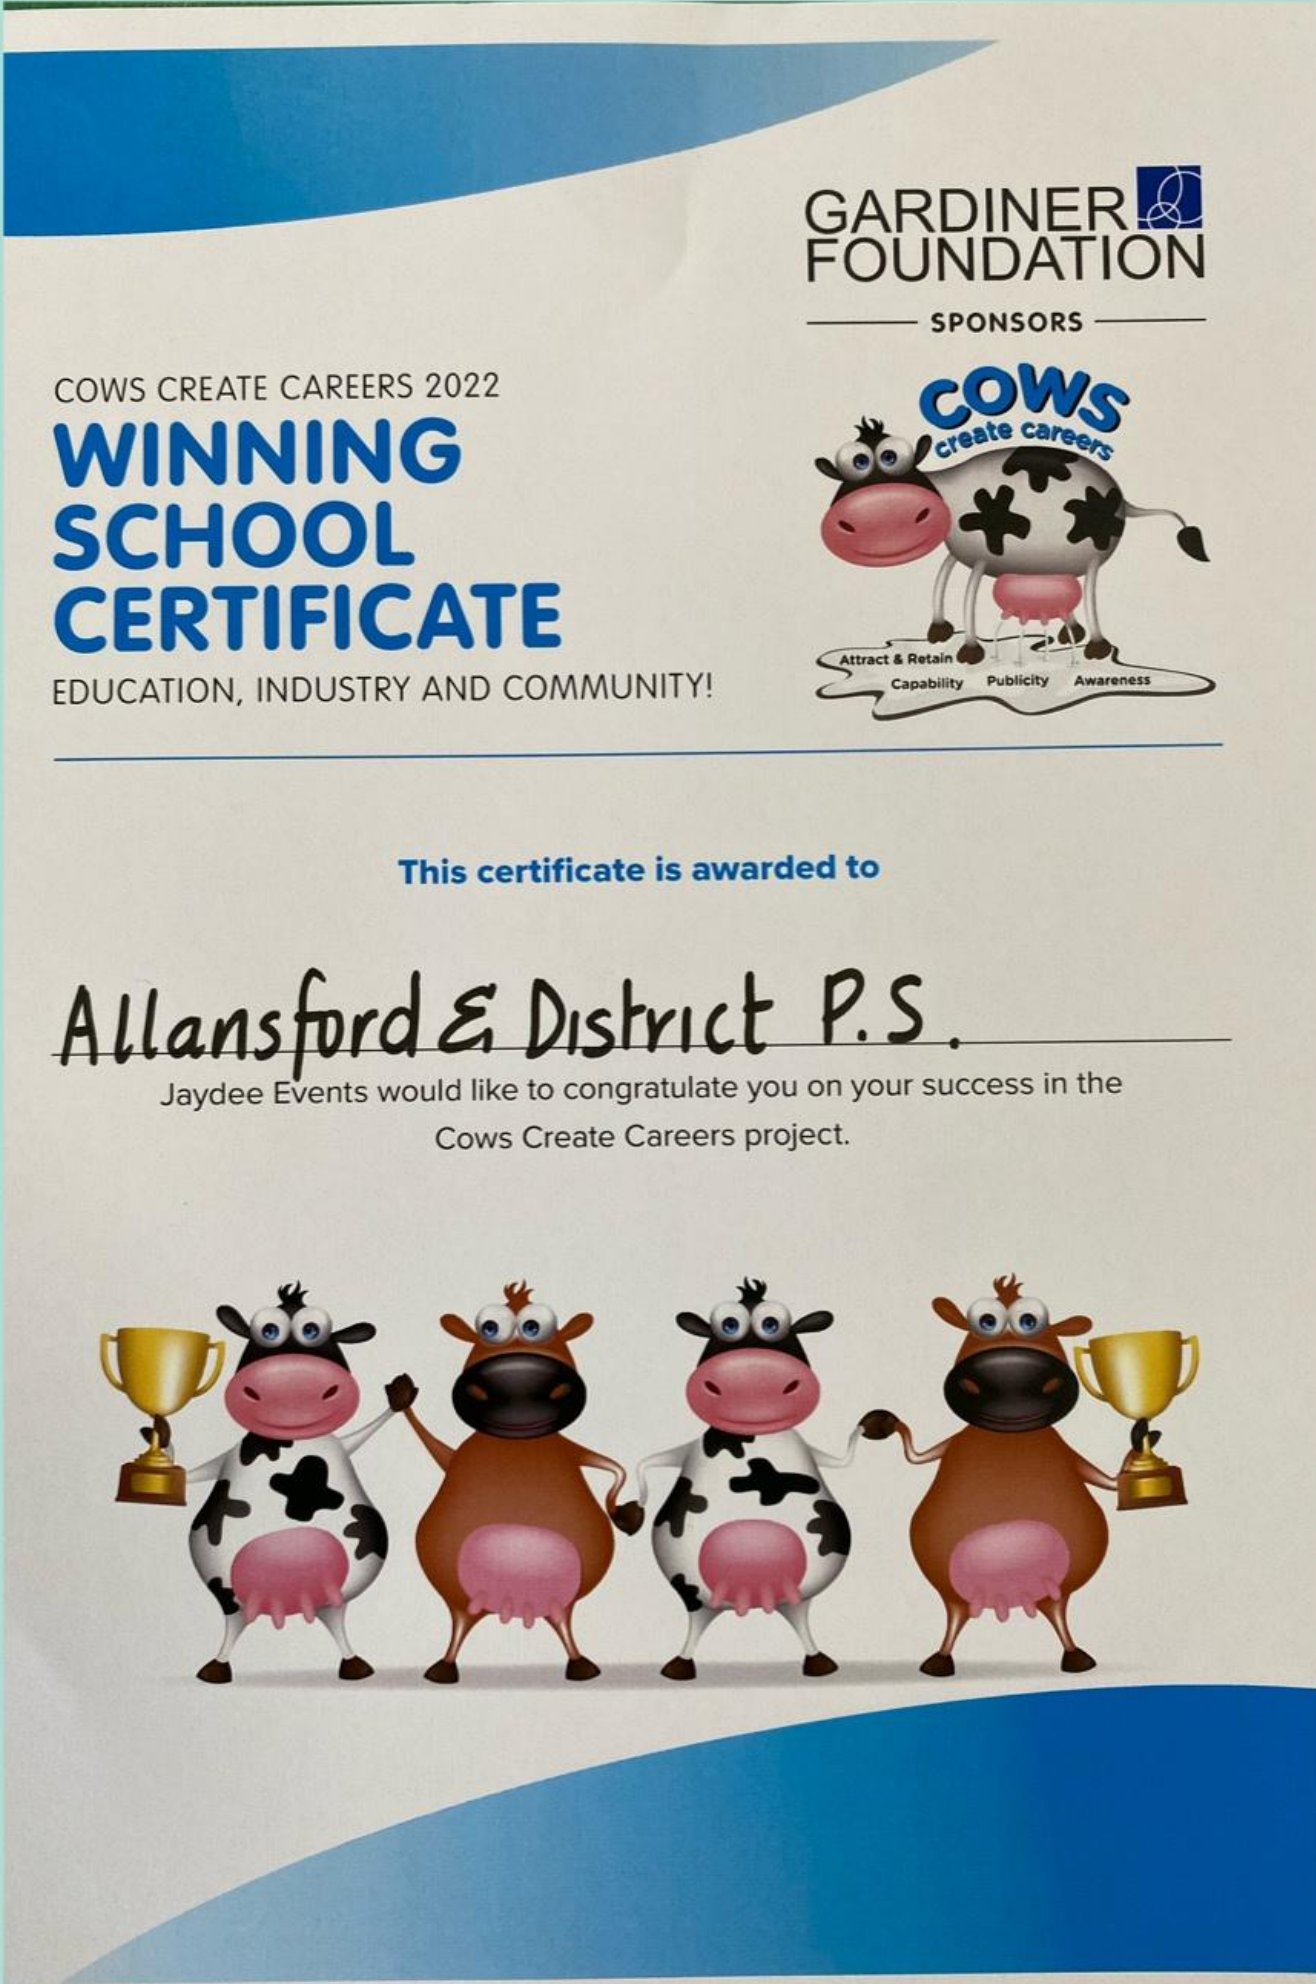 GARDINER
FOUNDATION
SPONSORS
COWS
create careers
Attract & Retain
Capability Publicity Awareness
COWS CREATE CAREERS 2022
WINNING
SCHOOL
CERTIFICATE
EDUCATION, INDUSTRY AND COMMUNITY!
This certificate is awarded to
Allansford & District P.S.
Jaydee Events would like to congratulate you on your success in the
Cows Create Careers project.